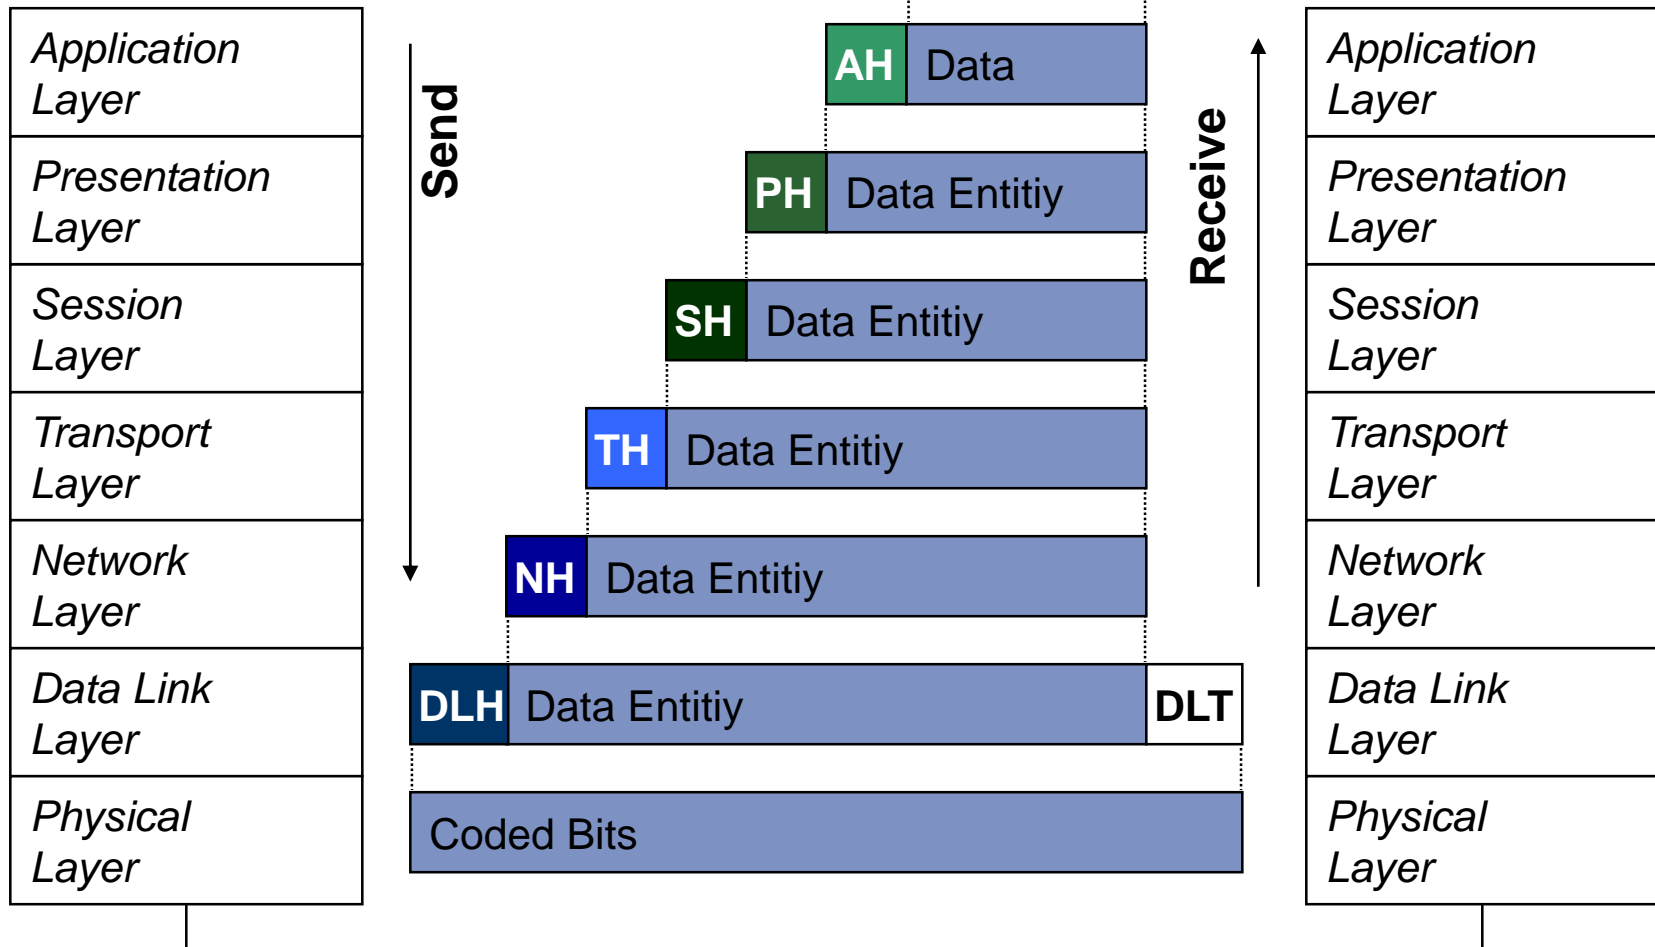 Application
Layer
Presentation
Layer
Session
Layer
Transport
Layer
Network
Layer
Data Link
Layer
Physical
Layer
Send
AH Data
PH Data Entitiy
SH Data Entitiy
TH Data Entitiy
NH Data Entitiy
DLH Data Entitiy DLT
Coded Bits
Receive
Application
Layer
Presentation
Layer
Session
Layer
Transport
Layer
Network
Layer
Data Link
Layer
Physical
Layer